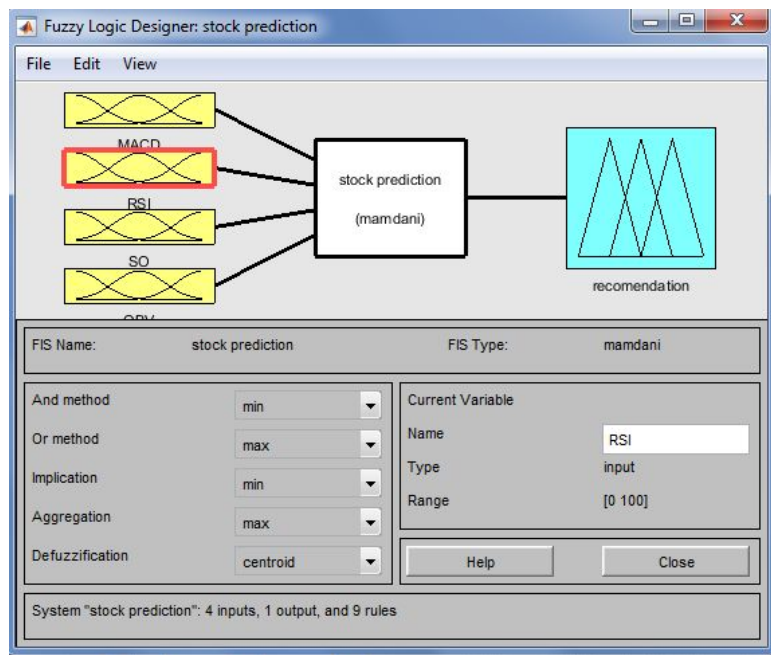 Fuzzy Logic Designer: stock prediction
File Edit View
MACD
RSI
SO
OBV
stock prediction
(mamdani)
recomendation
FIS Name: stock prediction FIS Type: mamdani
And method min
Or method max
Implication min
Aggregation max
Defuzzification centroid
Current Variable
Name RSI
Type input
Range [0 100]
Help Close
System "stock prediction": 4 inputs, 1 output, and 9 rules